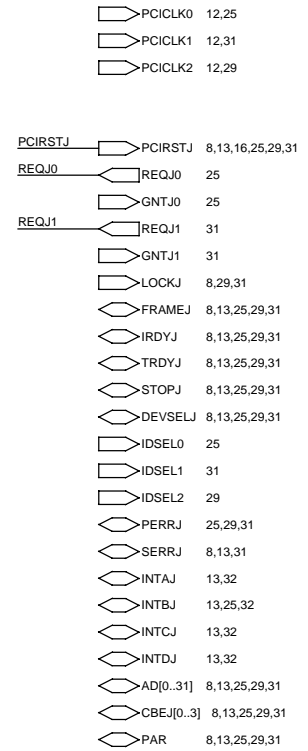 PCICLK0 12,25
PCICLK1 12,31
PCICLK2 12,29
PCIRSTJ PCIRSTJ 8,13,16,25,29,31
REQJ0 REQJ0 25
GNTJ0 25
REQJ1 REQJ1 31
GNTJ1 31
LOCKJ 8,29,31
FRAMEJ 8,13,25,29,31
IRDYJ 8,13,25,29,31
TRDYJ 8,13,25,29,31
STOPJ 8,13,25,29,31
DEVSELJ 8,13,25,29,31
IDSEL0 25
IDSEL1 31
IDSEL2 29
PERRJ 25,29,31
SERRJ 8,13,31
INTAJ 13,32
INTBJ 13,25,32
INTCJ 13,32
INTDJ 13,32
AD[0..31] 8,13,25,29,31
CBEJ[0..3] 8,13,25,29,31
PAR 8,13,25,29,31